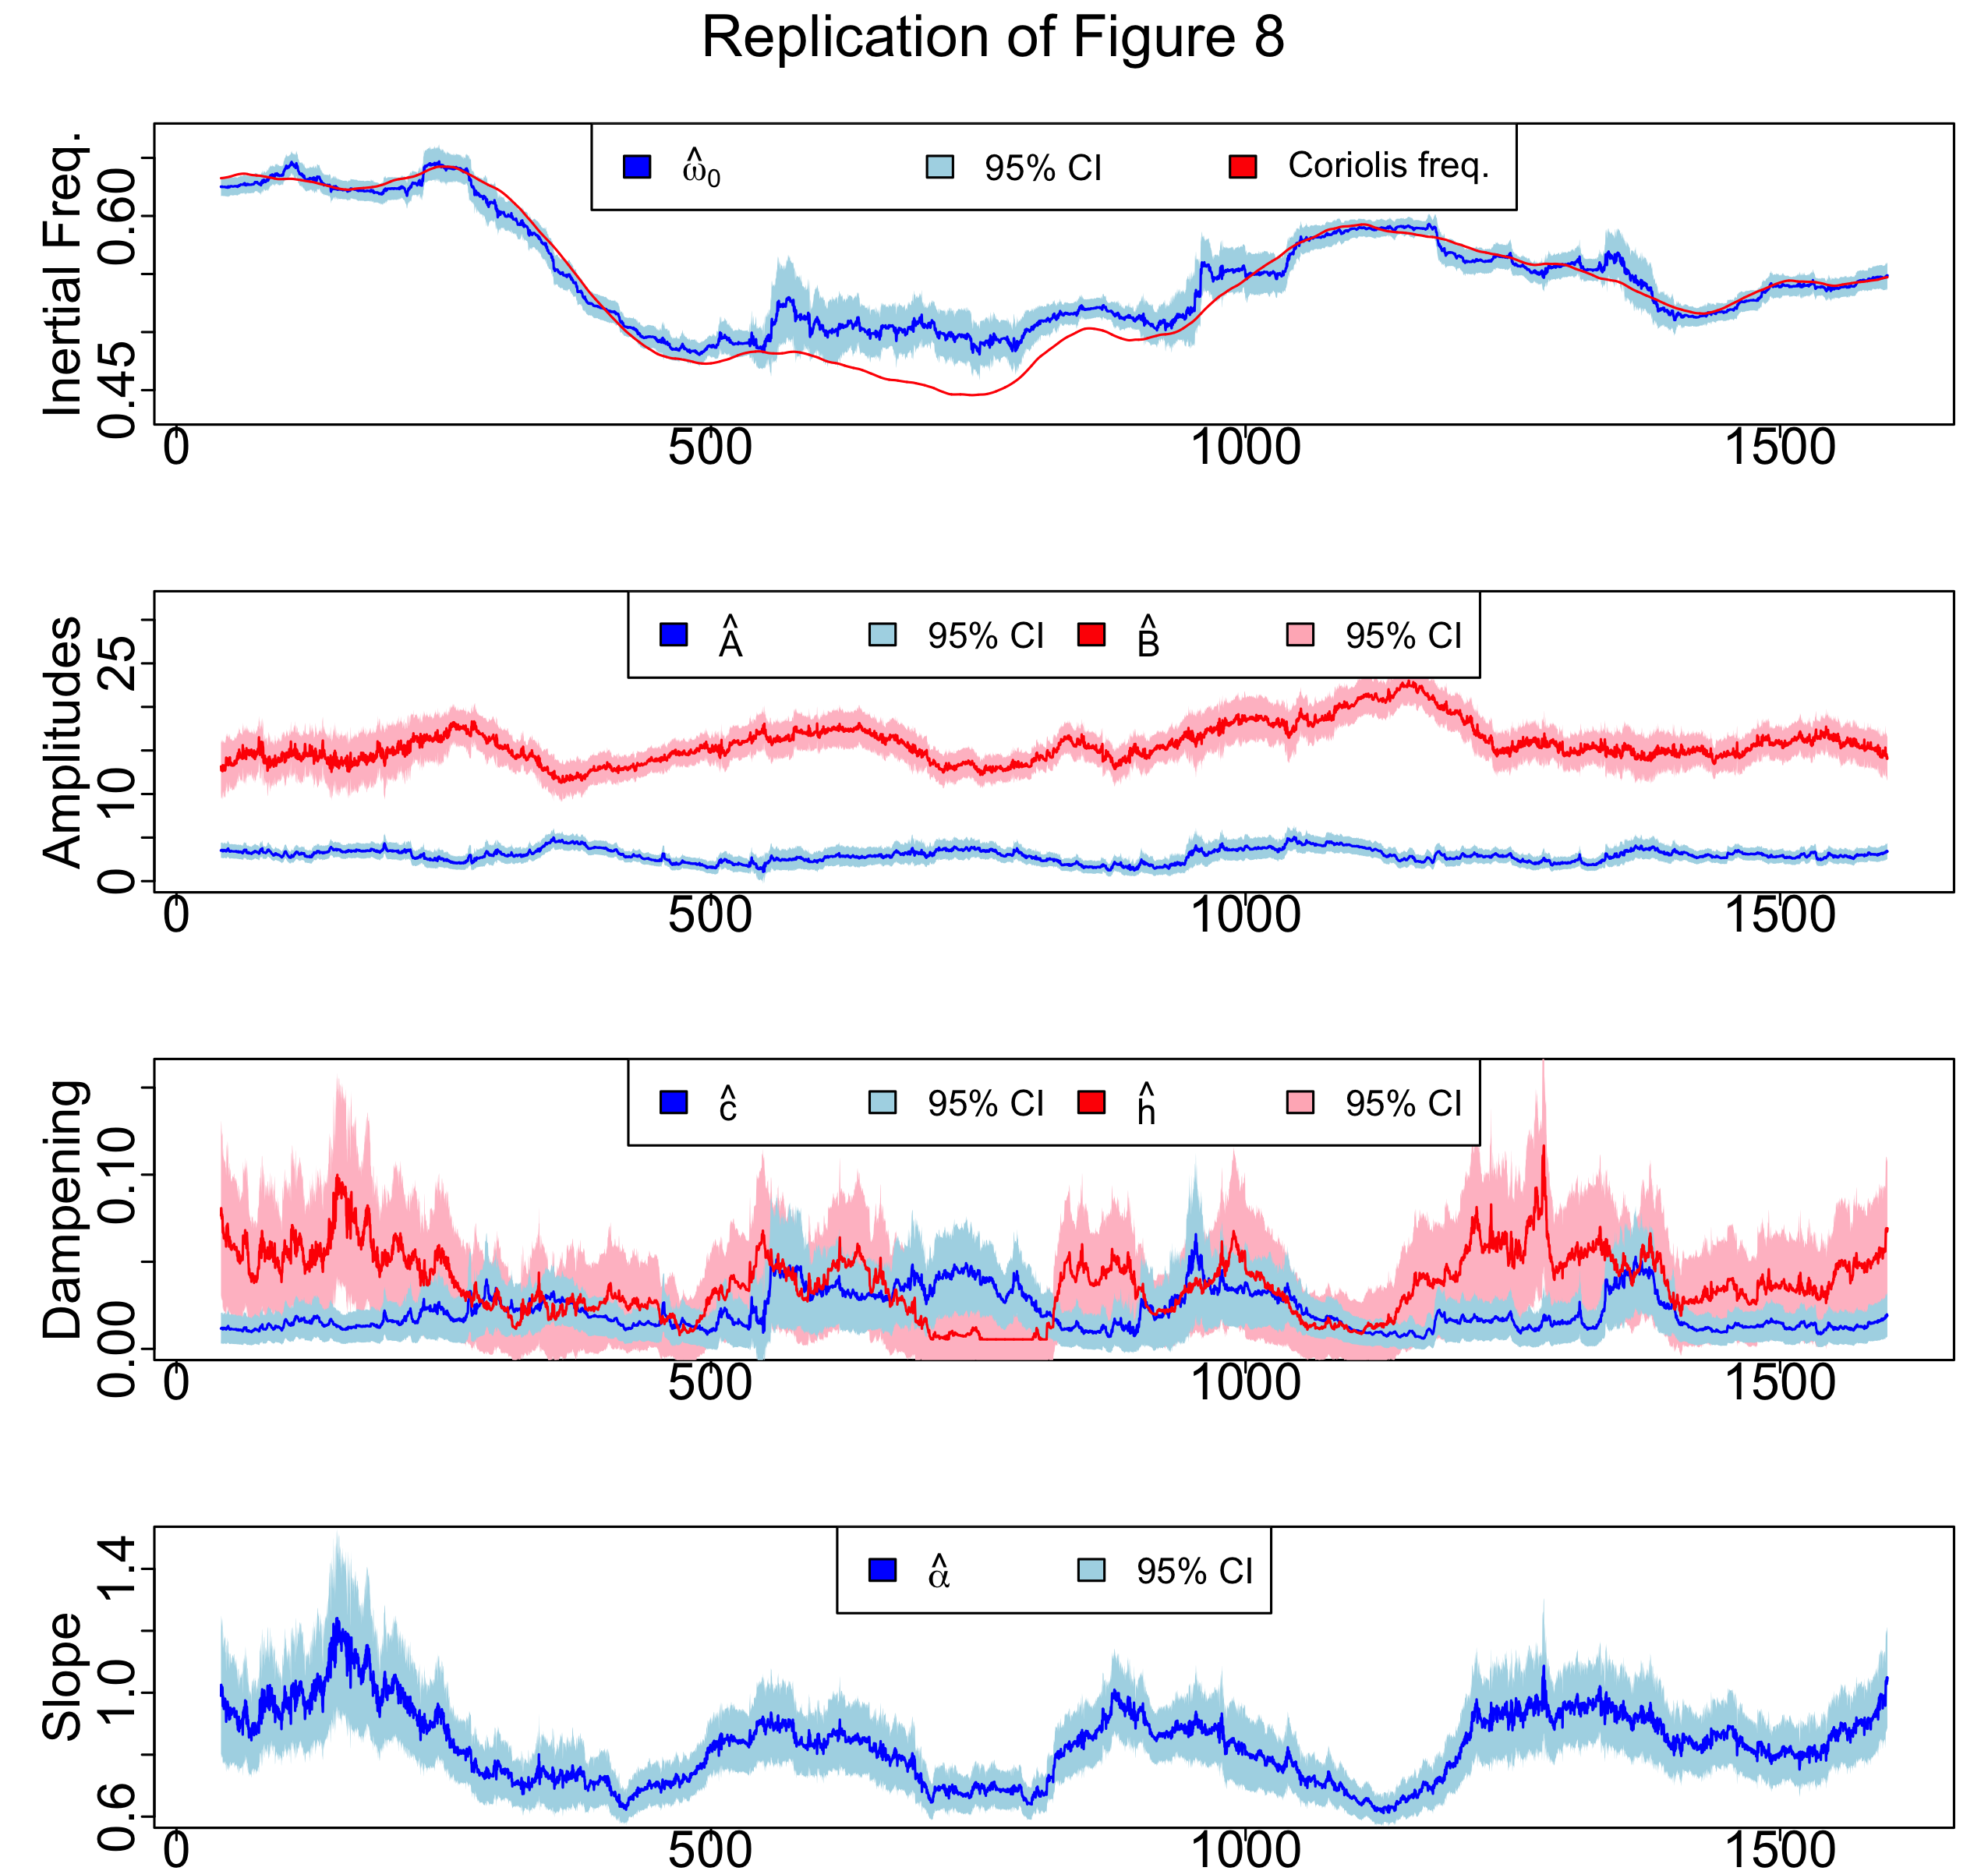 Replication of Figure 8
Inertial Freq.
0.45 0.60
ω̂₀ 95% CI Coriolis freq.
0 500 1000 1500
Amplitudes
0 10 25
Â 95% CI B̂ 95% CI
0 500 1000 1500
Dampening
0.00 0.10
ĉ 95% CI ĥ 95% CI
0 500 1000 1500
Slope
0.6 1.0 1.4
α̂ 95% CI
0 500 1000 1500